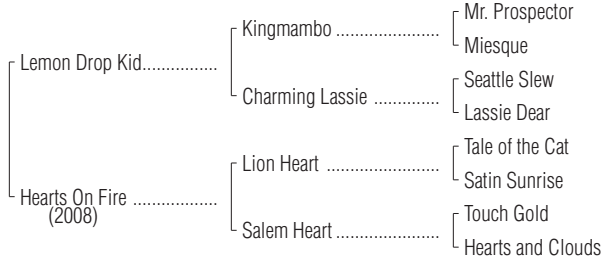 Mr. Prospector
Kingmambo ..................
Miesque
Lemon Drop Kid...............
Seattle Slew
Charming Lassie ...............
Lassie Dear
Tale of the Cat
Lion Heart ....................
Satin Sunrise
Hearts On Fire ................
(2008)
Touch Gold
Salem Heart ..................
Hearts and Clouds